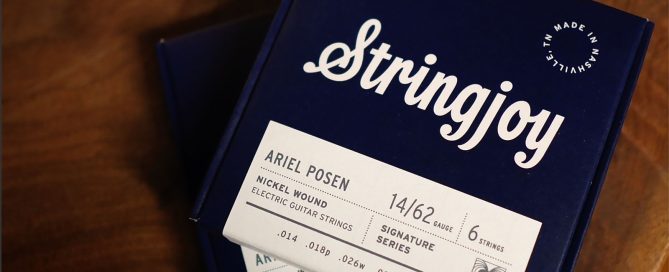 Stringjoy
MADE IN NASHVILLE, TN
ARIEL POSEN
NICKEL WOUND
ELECTRIC GUITAR STRINGS
14/62 GAUGE
6 STRINGS
SIGNATURE
SERIES
.014 .018p .026w